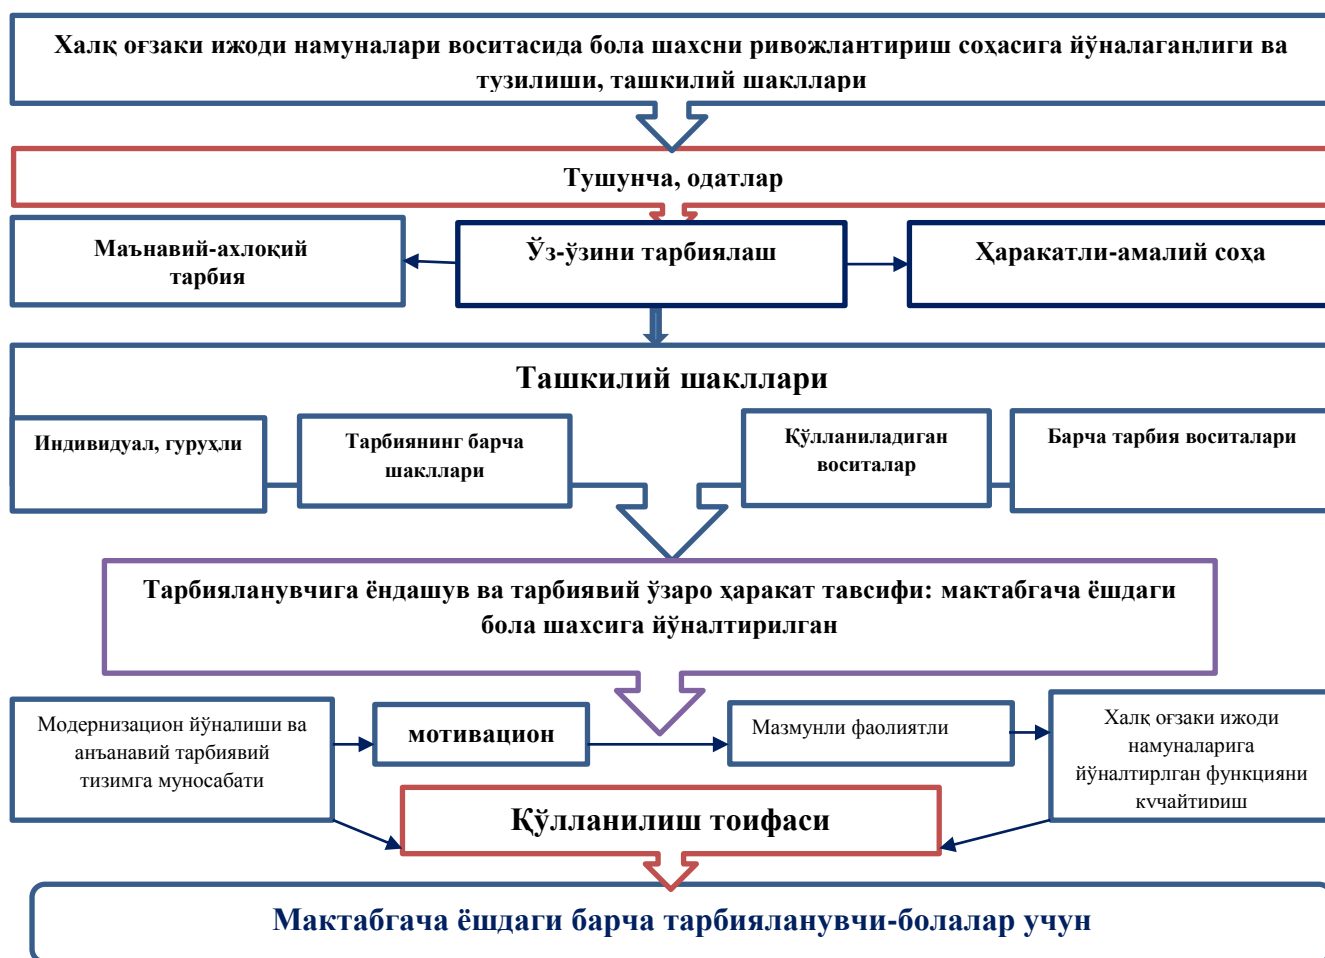 Халқ оғзаки ижоди намуналари воситасида бола шахсни ривожлантириш соҳасига йўналаганлиги ва
тузилиши, ташкилий шакллари
Тушунча, одатлар
Маънавий-ахлоқий
тарбия
Ўз-ўзини тарбиялаш
Ҳаракатли-амалий соҳа
Ташкилий шакллари
Индивидуал, гуруҳли
Тарбиянинг барча
шакллари
Қўлланиладиган
воситалар
Барча тарбия воситалари
Тарбияланувчига ёндашув ва тарбиявий ўзаро ҳаракат тавсифи: мактабгача ёшдаги
бола шахсига йўналтирилган
Модернизацион йўналиши ва
анъанавий тарбиявий
тизимга муносабати
мотивацион
Мазмунли фаолиятли
Халқ оғзаки ижоди
намуналарига
йўналтирлган функцияни
кучайтириш
Қўлланилиш тоифаси
Мактабгача ёшдаги барча тарбияланувчи-болалар учун